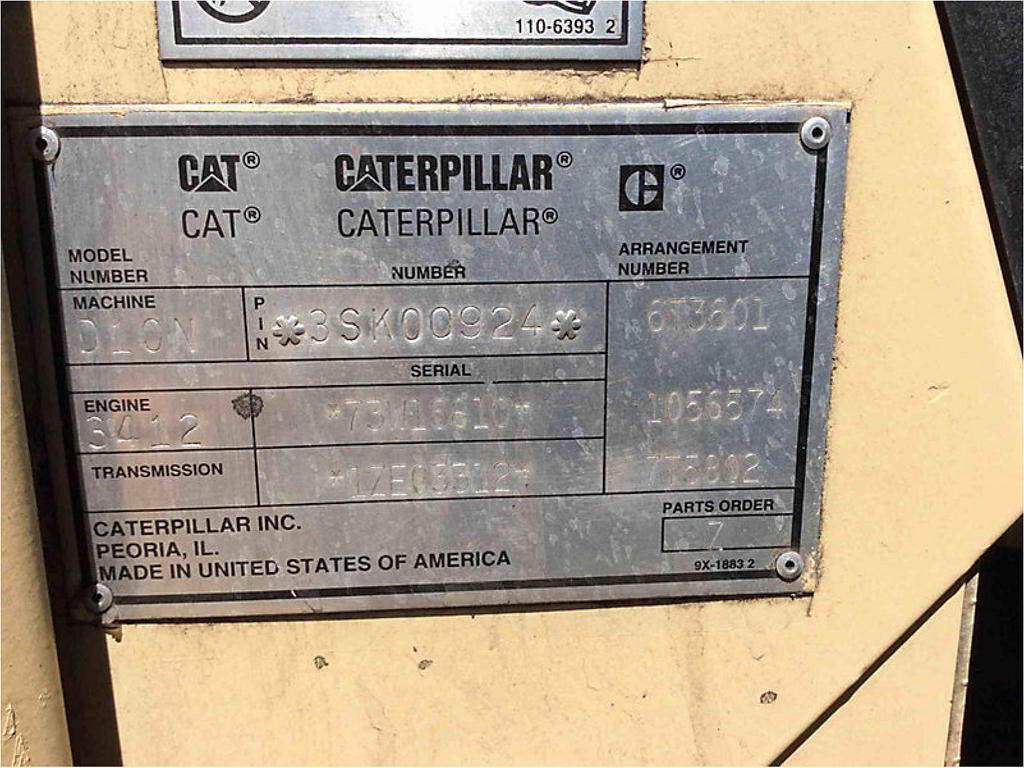 110-6393 2
CAT® CATERPILLAR® ®
CAT® CATERPILLAR®
MODEL NUMBER NUMBER ARRANGEMENT NUMBER
MACHINE D10N PIN *3SK00924* 6T3601
SERIAL
ENGINE 3412 1056574
TRANSMISSION
PARTS ORDER
7
CATERPILLAR INC.
PEORIA, IL.
MADE IN UNITED STATES OF AMERICA
9X-1883 2